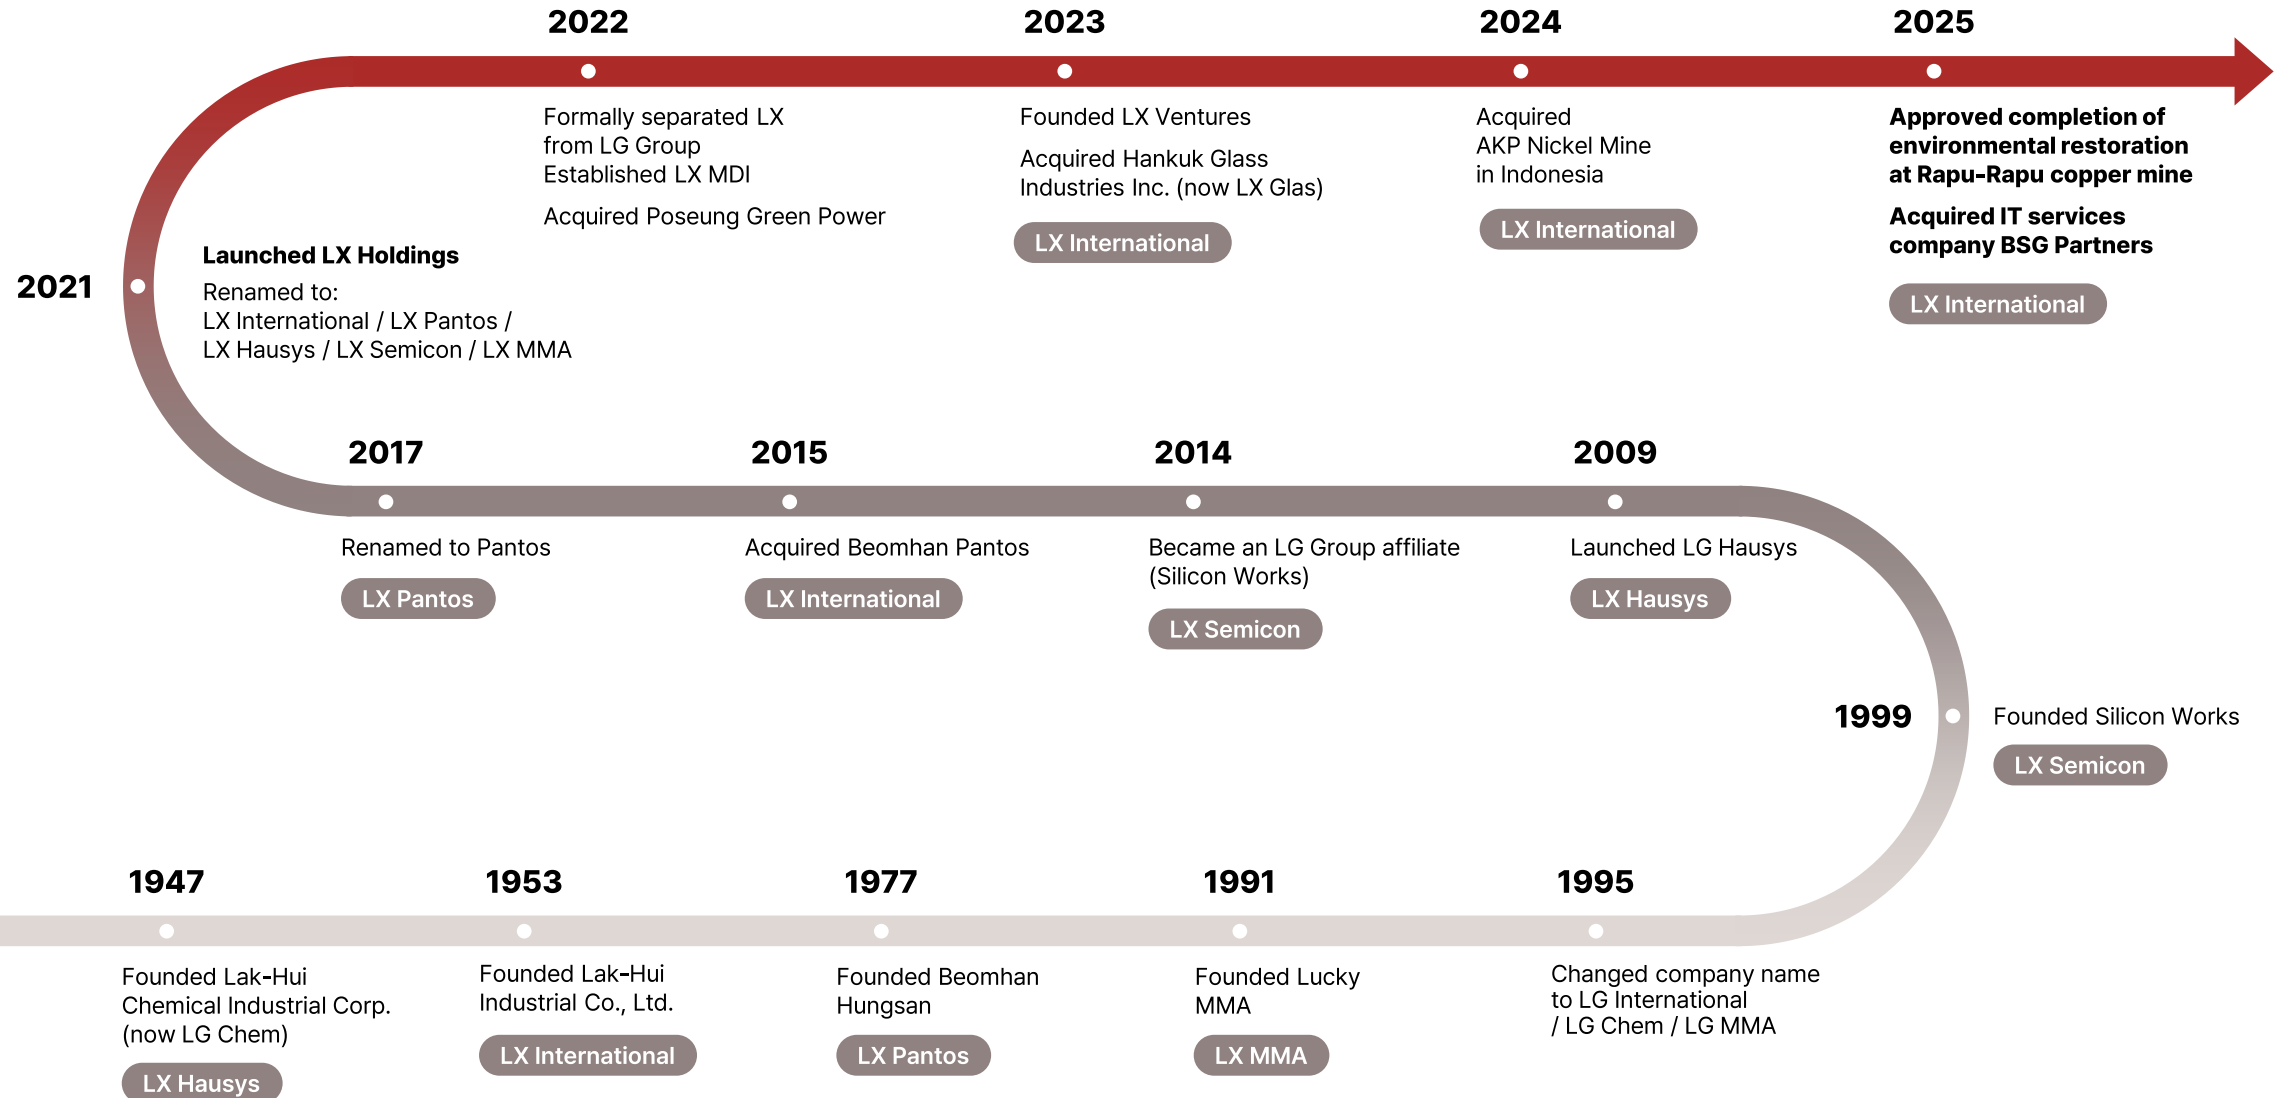 2022
Formally separated LX
from LG Group
Established LX MDI
Acquired Poseung Green Power
2023
Founded LX Ventures
Acquired Hankuk Glass
Industries Inc. (now LX Glas)
LX International
2024
Acquired
AKP Nickel Mine
in Indonesia
LX International
2025
Approved completion of
environmental restoration
at Rapu-Rapu copper mine
Acquired IT services
company BSG Partners
LX International
2021
Launched LX Holdings
Renamed to:
LX International / LX Pantos /
LX Hausys / LX Semicon / LX MMA
2017
Renamed to Pantos
LX Pantos
2015
Acquired Beomhan Pantos
LX International
2014
Became an LG Group affiliate
(Silicon Works)
LX Semicon
2009
Launched LG Hausys
LX Hausys
1999
Founded Silicon Works
LX Semicon
1947
Founded Lak-Hui
Chemical Industrial Corp.
(now LG Chem)
LX Hausys
1953
Founded Lak-Hui
Industrial Co., Ltd.
LX International
1977
Founded Beomhan
Hungsan
LX Pantos
1991
Founded Lucky
MMA
LX MMA
1995
Changed company name
to LG International
/ LG Chem / LG MMA